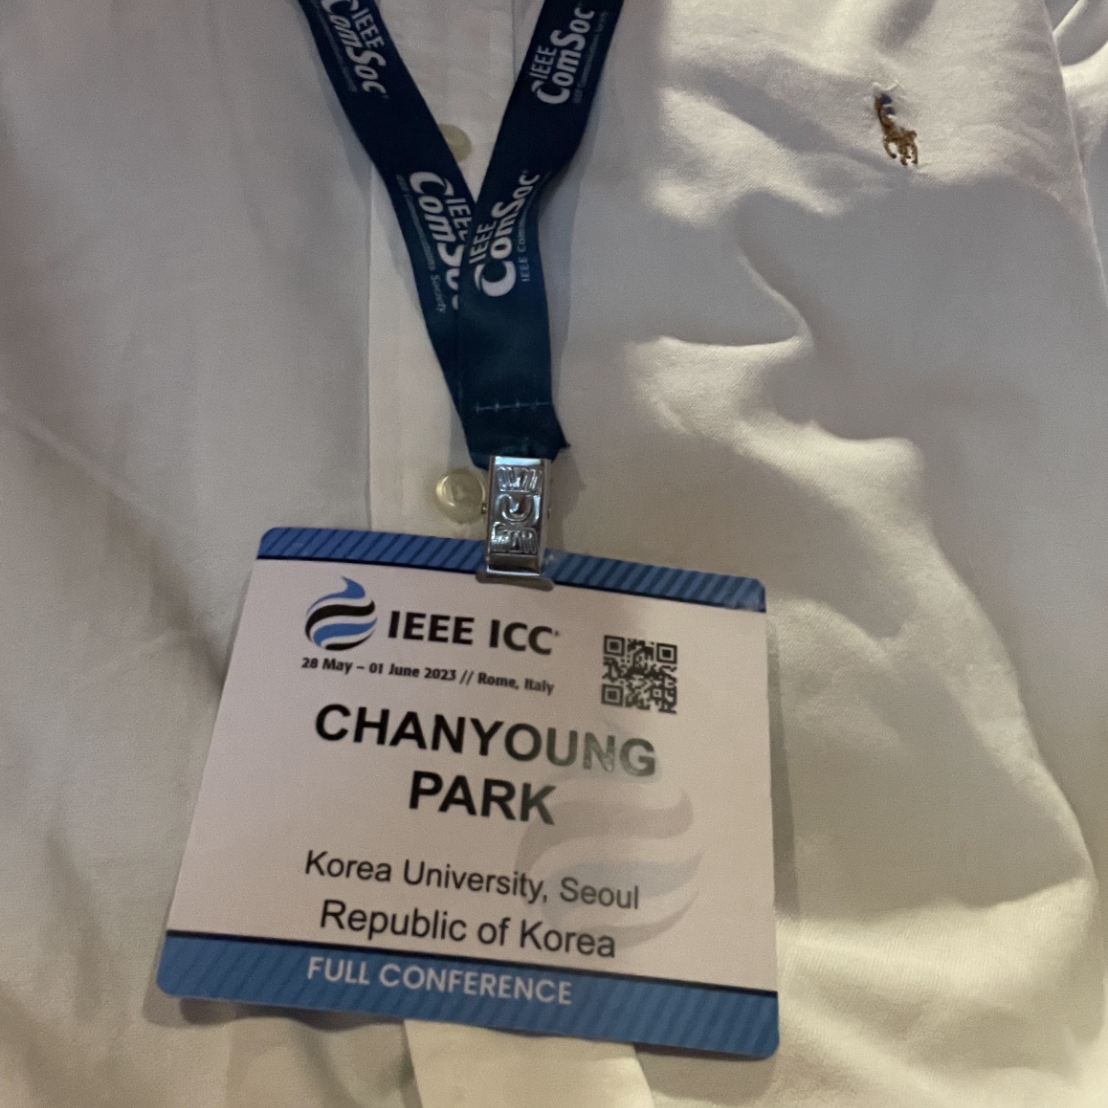 IEEE
ComSoc
IEEE
ComSoc
IEEE
ComSoc
IEEE
ComSoc
IEEE ICC
28 May – 01 June 2023 // Rome, Italy
CHANYOUNG
PARK
Korea University, Seoul
Republic of Korea
FULL CONFERENCE